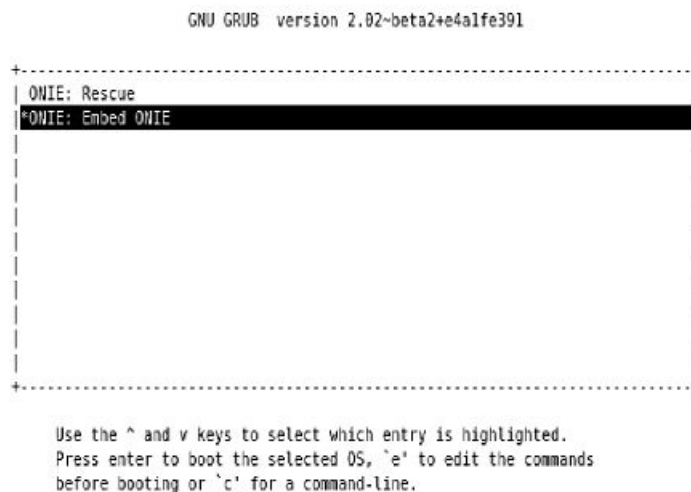 GNU GRUB version 2.02~beta2+e4a1fe391
ONIE: Rescue
*ONIE: Embed ONIE
Use the ^ and v keys to select which entry is highlighted.
Press enter to boot the selected OS, `e' to edit the commands
before booting or `c' for a command-line.